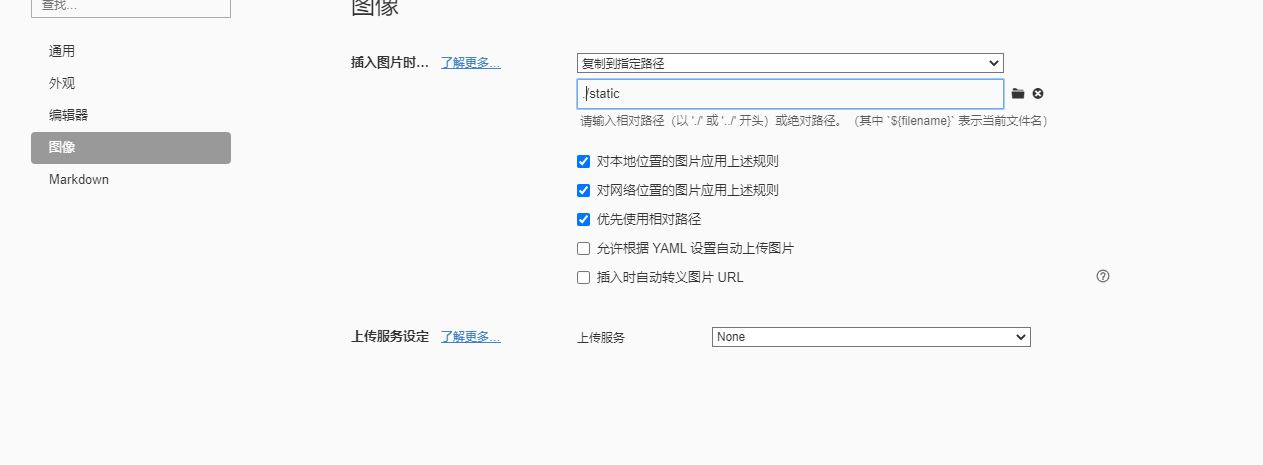 查找...
图像
通用
外观
编辑器
图像
Markdown
插入图片时... 了解更多... 复制到指定路径
./static
请输入相对路径（以 './' 或 '../' 开头）或绝对路径。（其中 `${filename}` 表示当前文件名）
对本地位置的图片应用上述规则
对网络位置的图片应用上述规则
优先使用相对路径
允许根据 YAML 设置自动上传图片
插入时自动转义图片 URL
上传服务设定 了解更多... 上传服务 None